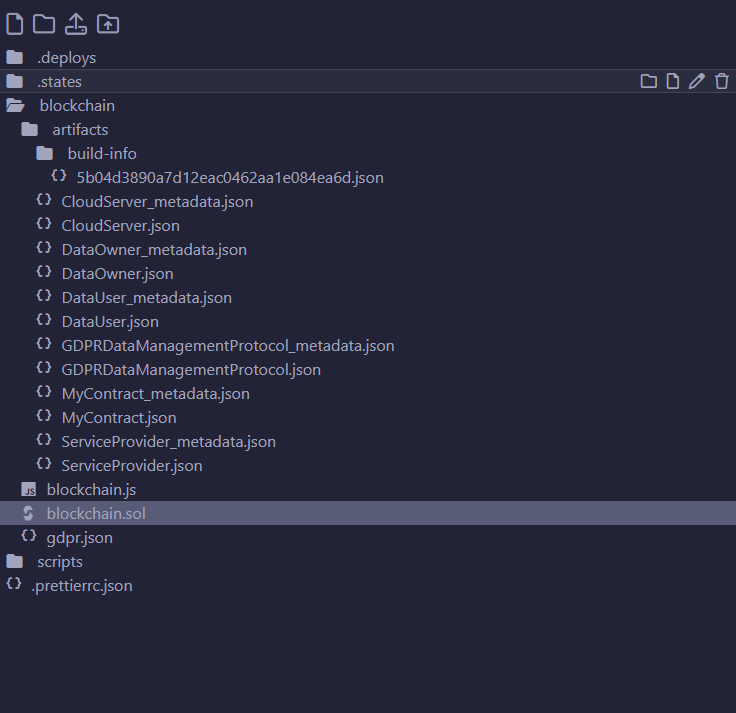 .deploys
.states
blockchain
artifacts
build-info
5b04d3890a7d12eac0462aa1e084ea6d.json
CloudServer_metadata.json
CloudServer.json
DataOwner_metadata.json
DataOwner.json
DataUser_metadata.json
DataUser.json
GDPRDataManagementProtocol_metadata.json
GDPRDataManagementProtocol.json
MyContract_metadata.json
MyContract.json
ServiceProvider_metadata.json
ServiceProvider.json
JS blockchain.js
blockchain.sol
gdpr.json
scripts
.prettierrc.json